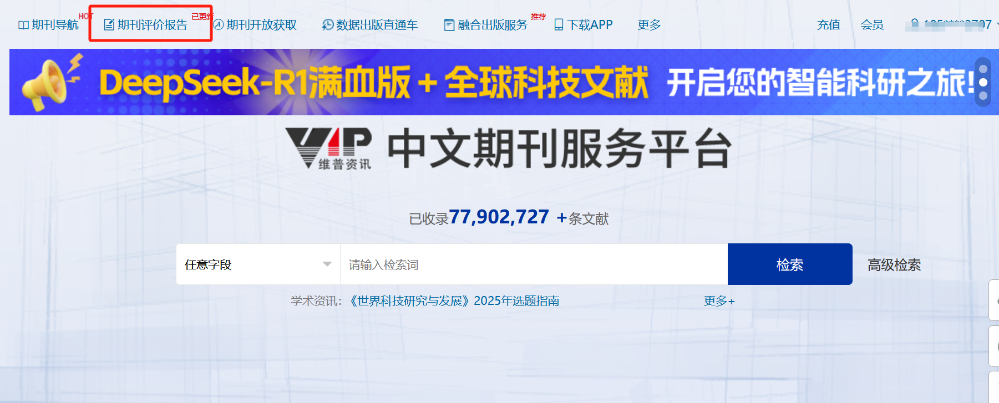 期刊导航 HOT 期刊评价报告 已更新 期刊开放获取 数据出版直通车 融合出版服务 推荐 下载APP 更多 充值 会员
DeepSeek-R1满血版+全球科技文献 开启您的智能科研之旅!
VIP 维普资讯 中文期刊服务平台
已收录77,902,727 +条文献
任意字段 请输入检索词 检索 高级检索
学术资讯:《世界科技研究与发展》2025年选题指南 更多+